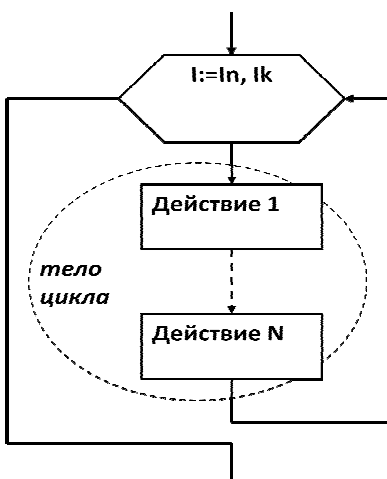 I:=In, Ik
Действие 1
тело
цикла
Действие N